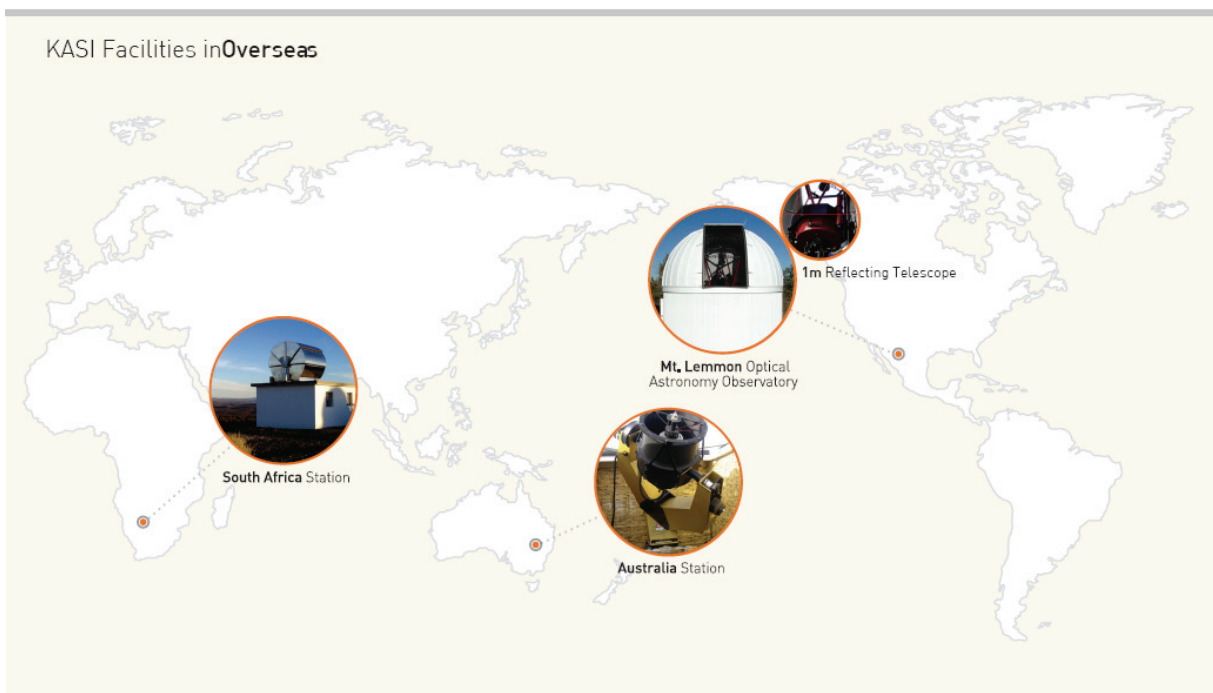 KASI Facilities inOverseas
1m Reflecting Telescope
Mt. Lemmon Optical
Astronomy Observatory
South Africa Station
Australia Station